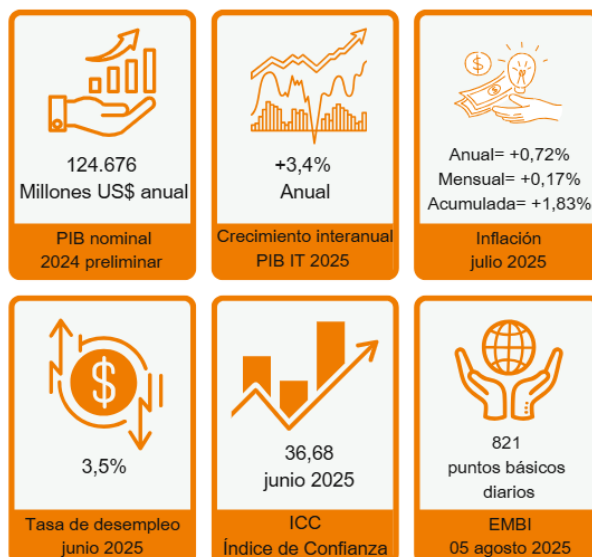 124.676
Millones US$ anual
PIB nominal
2024 preliminar
+3,4%
Anual
Crecimiento interanual
PIB IT 2025
$
Anual= +0,72%
Mensual= +0,17%
Acumulada= +1,83%
Inflación
julio 2025
$
3,5%
Tasa de desempleo
junio 2025
36,68
junio 2025
ICC
Índice de Confianza
821
puntos básicos
diarios
EMBI
05 agosto 2025